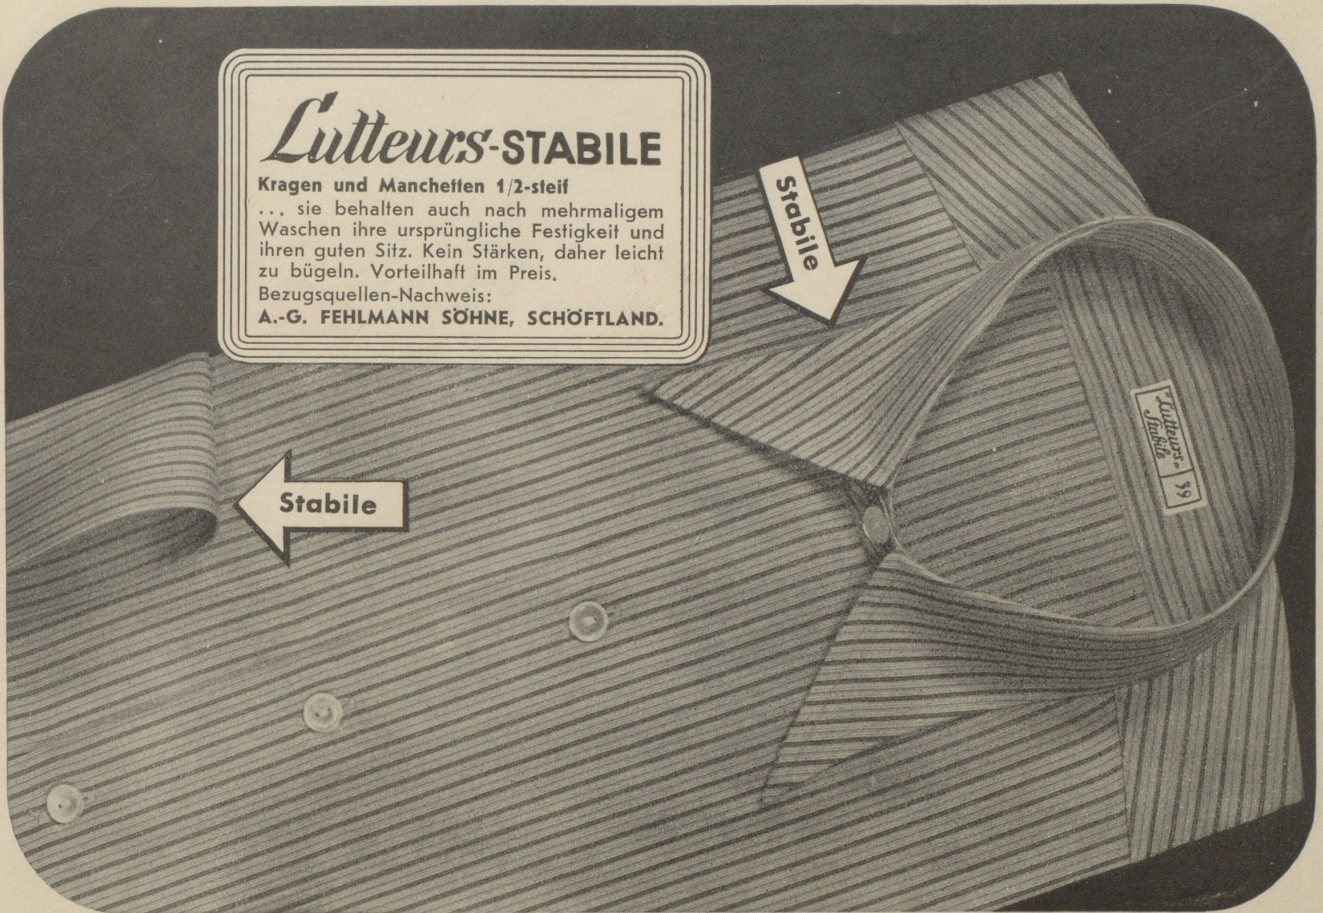 Lutteurs-STABILE
Kragen und Manchetten 1/2-steif
... sie behalten auch nach mehrmaligem
Waschen ihre ursprüngliche Festigkeit und
ihren guten Sitz. Kein Stärken, daher leicht
zu bügeln. Vorteilhaft im Preis.
Bezugsquellen-Nachweis:
A.-G. FEHLMANN SÖHNE, SCHÖFTLAND.
Stabile
Stabile
"Lutteurs"
Stabile
39